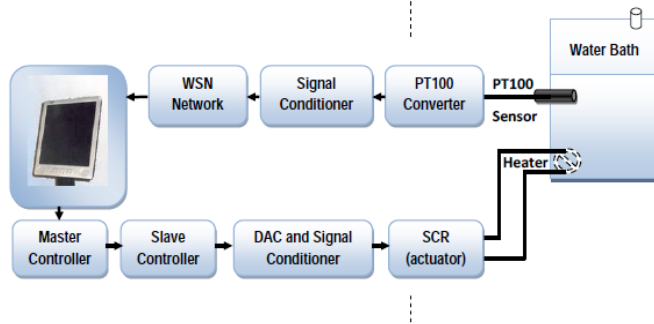 Water Bath
WSN
Network
Signal
Conditioner
PT100
Converter
PT100
Sensor
Heater
Master
Controller
Slave
Controller
DAC and Signal
Conditioner
SCR
(actuator)